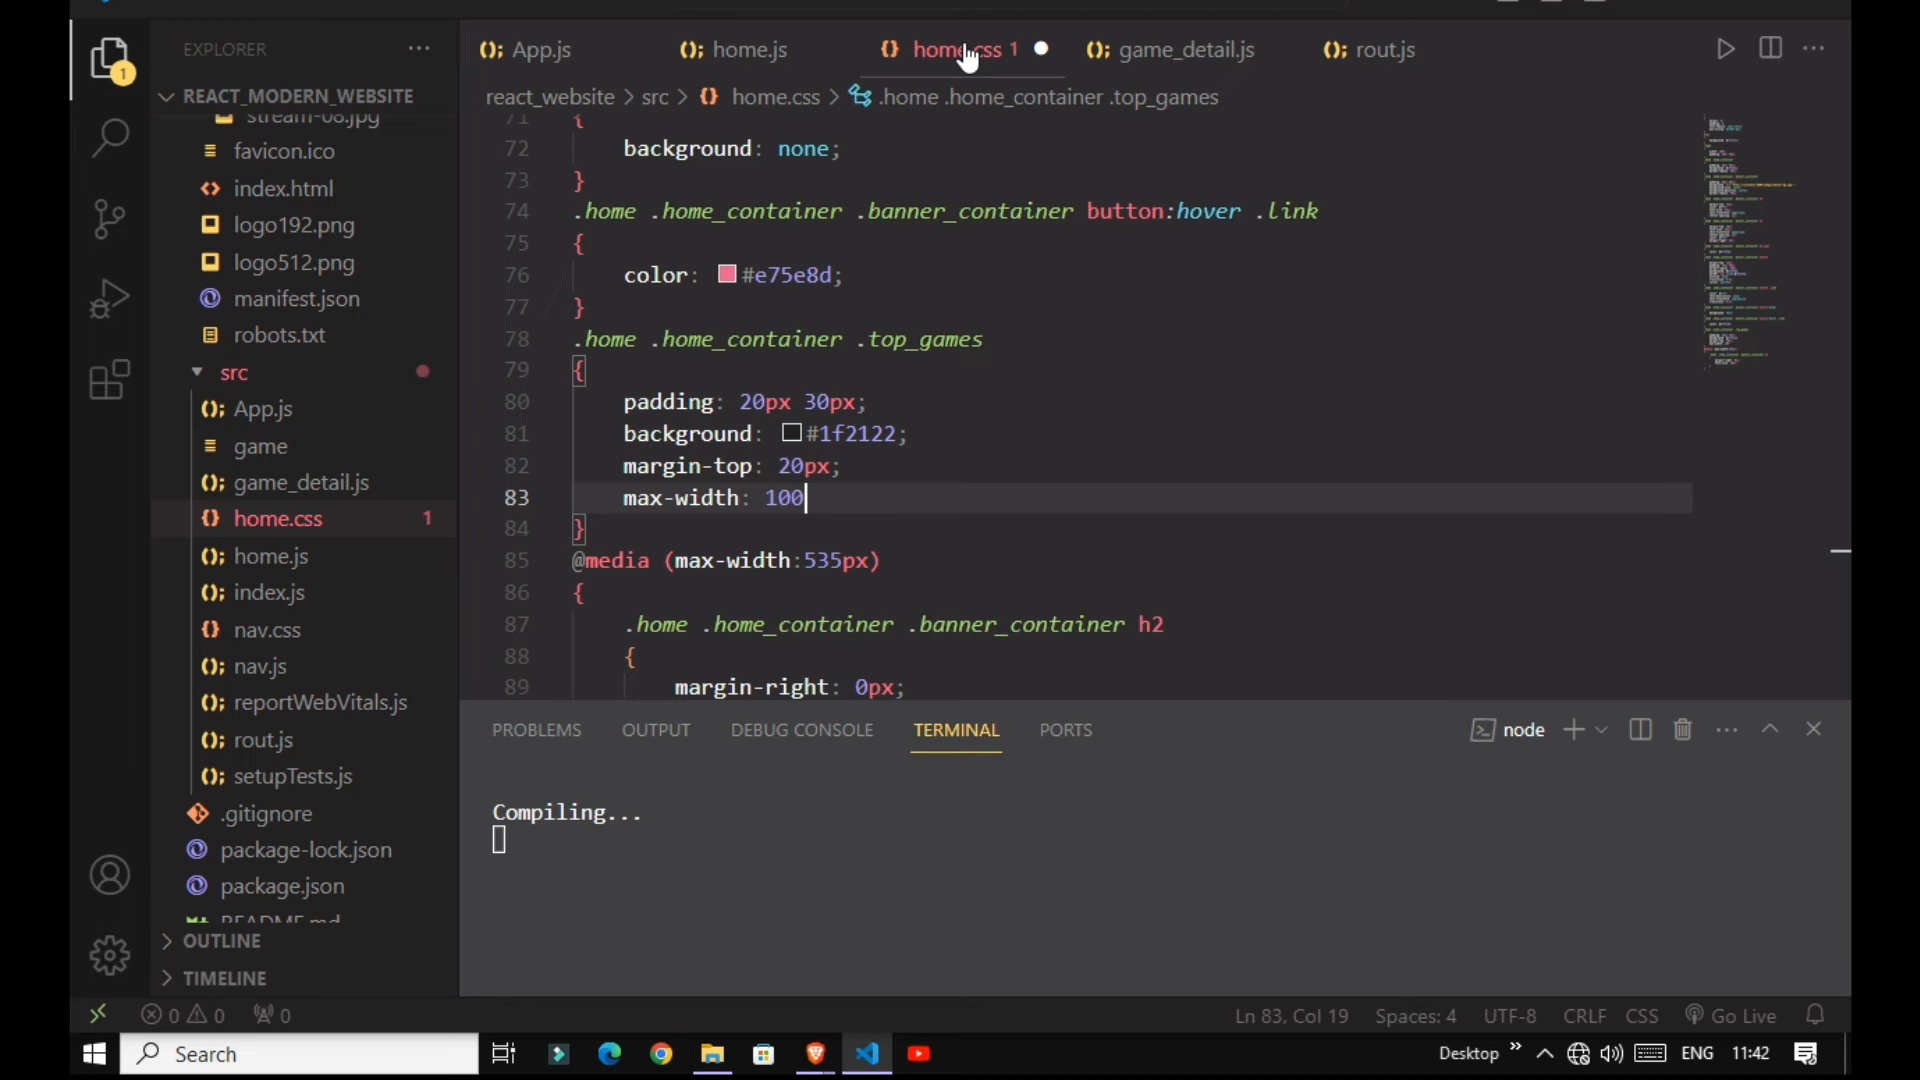 EXPLORER
1
REACT_MODERN_WEBSITE
stream-08.jpg
favicon.ico
index.html
logo192.png
logo512.png
manifest.json
robots.txt
src
App.js
game
game_detail.js
home.css 1
home.js
index.js
nav.css
nav.js
reportWebVitals.js
rout.js
setupTests.js
.gitignore
package-lock.json
package.json
README.md
OUTLINE
TIMELINE
App.js home.js home.css 1 game_detail.js rout.js
react_website > src > home.css > .home .home_container .top_games
71 {
72 background: none;
73 }
74 .home .home_container .banner_container button:hover .link
75 {
76 color: #e75e8d;
77 }
78 .home .home_container .top_games
79 {
80 padding: 20px 30px;
81 background: #1f2122;
82 margin-top: 20px;
83 max-width: 100
84 }
85 @media (max-width:535px)
86 {
87 .home .home_container .banner_container h2
88 {
89 margin-right: 0px;
PROBLEMS OUTPUT DEBUG CONSOLE TERMINAL PORTS node
Compiling...
0 0 0 Ln 83, Col 19 Spaces: 4 UTF-8 CRLF CSS Go Live
Search Desktop ENG 11:42